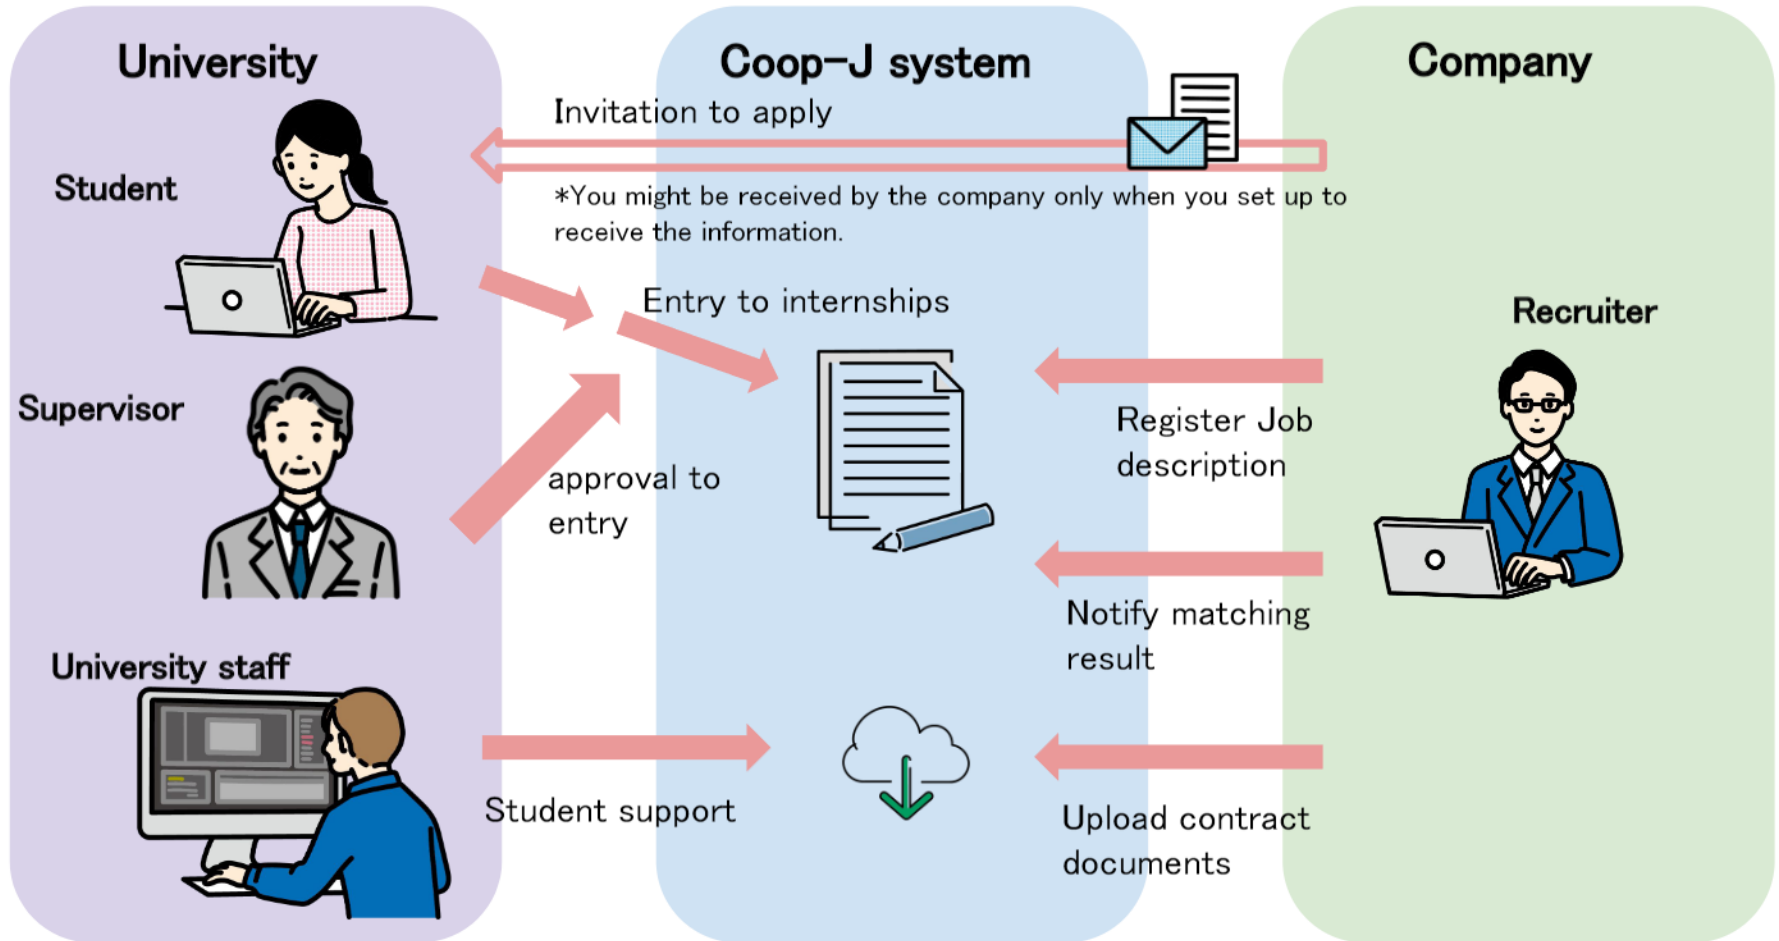 University
Coop-J system
Company
Invitation to apply
Student
*You might be received by the company only when you set up to
receive the information.
Entry to internships
Recruiter
Supervisor
approval to
entry
Register Job
description
Notify matching
result
University staff
Student support
Upload contract
documents